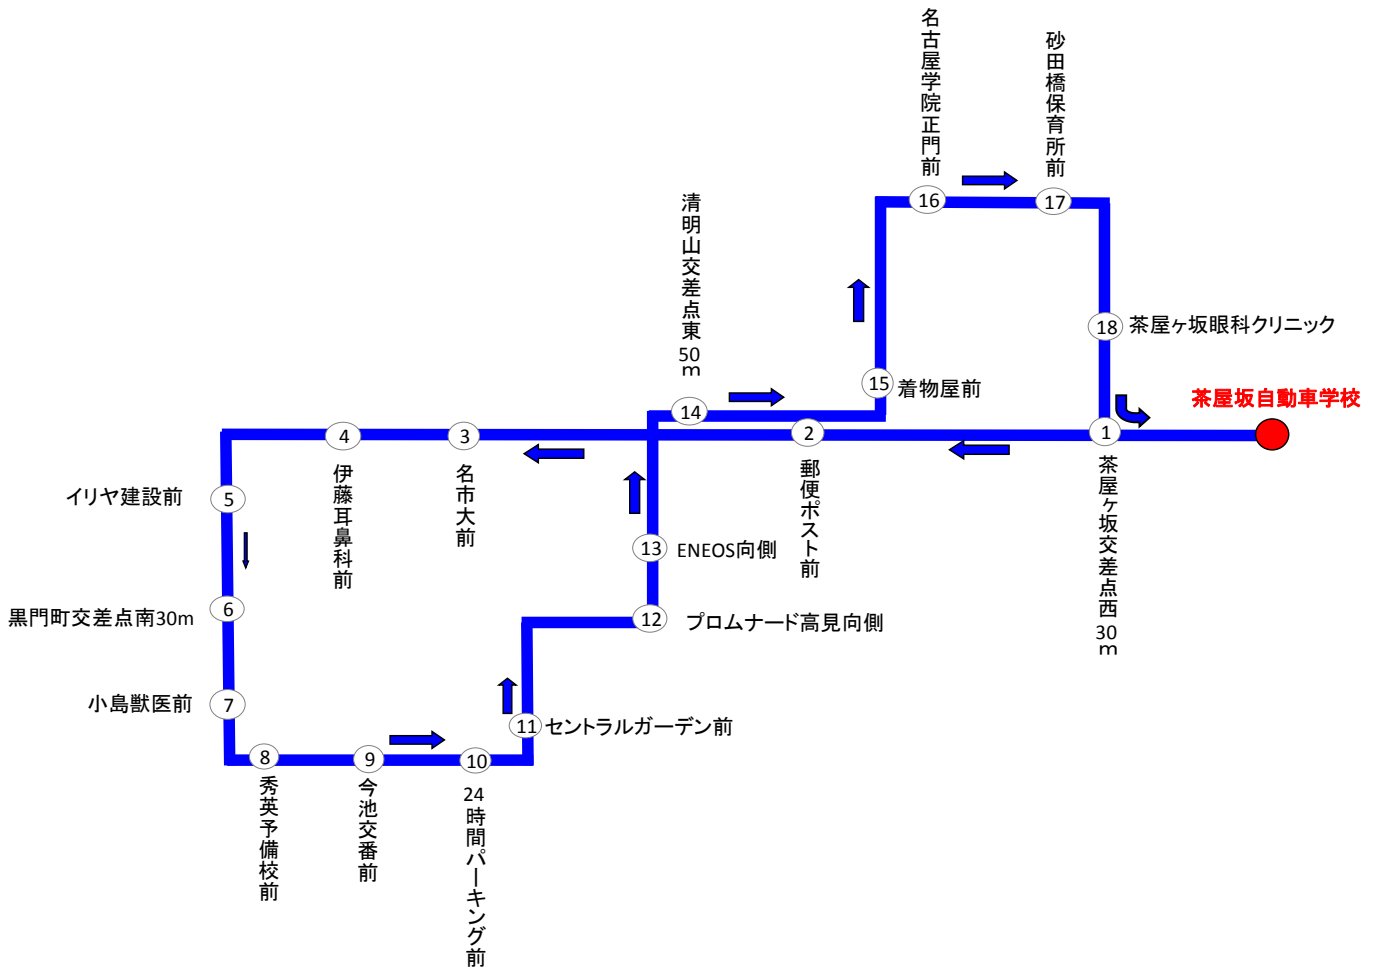 茶屋坂自動車学校
1
茶屋ヶ坂交差点西30m
2
郵便ポスト前
3
名市大前
4
伊藤耳鼻科前
5
イリヤ建設前
6
黒門町交差点南30m
7
小島獣医前
8
秀英予備校前
9
今池交番前
10
24時間パーキング前
11
セントラルガーデン前
12
プロムナード高見向側
13
ENEOS向側
14
清明山交差点東50m
15
着物屋前
16
名古屋学院正門前
17
砂田橋保育所前
18
茶屋ヶ坂眼科クリニック